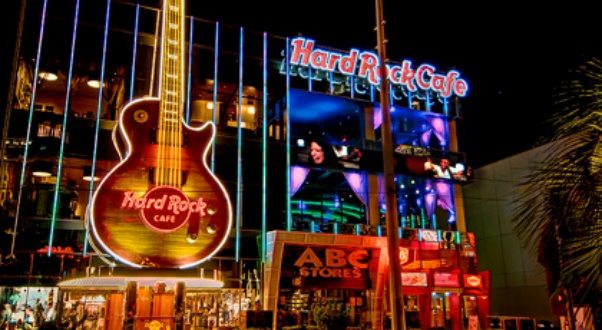 Hard Rock Cafe
Hard Rock
CAFE
ABC
STORES